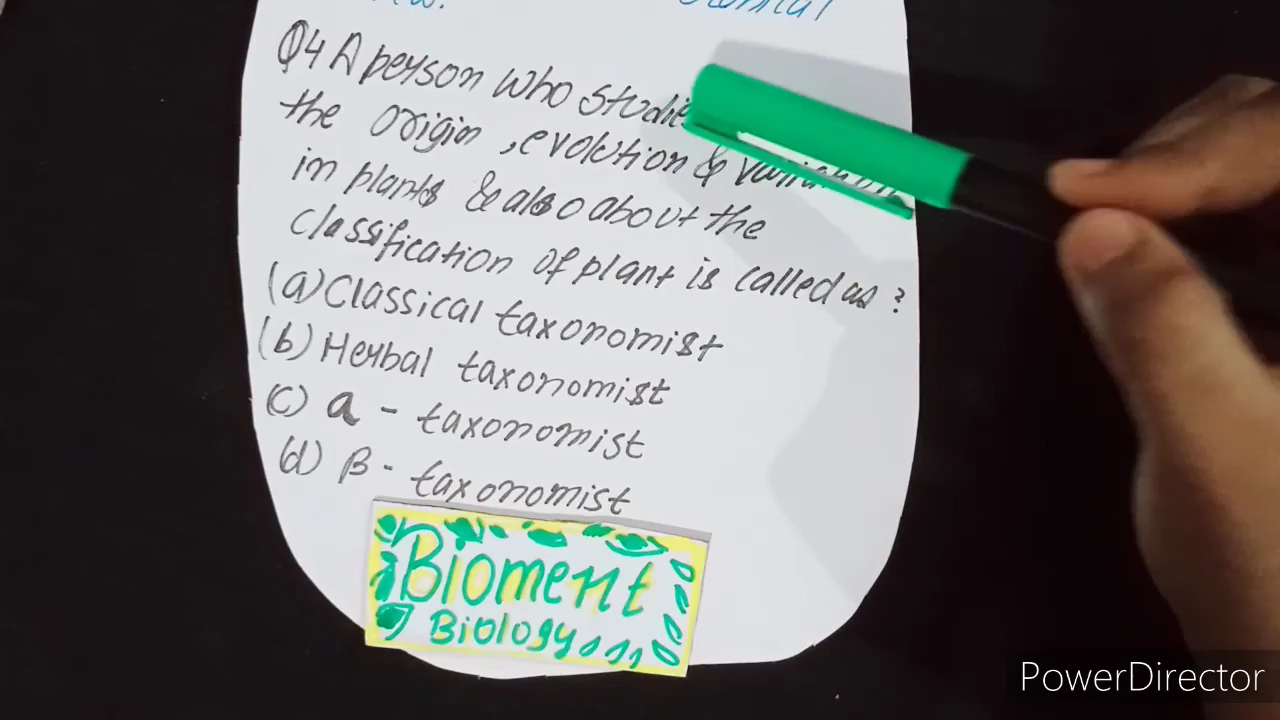 Q4 A person who studie
the origin, evolution &
in plants & also about the
classification of plant is called as ?
(a) Classical taxonomist
(b) Herbal taxonomist
(c) a - taxonomist
(d) β - taxonomist
Bioment
Biology
PowerDirector